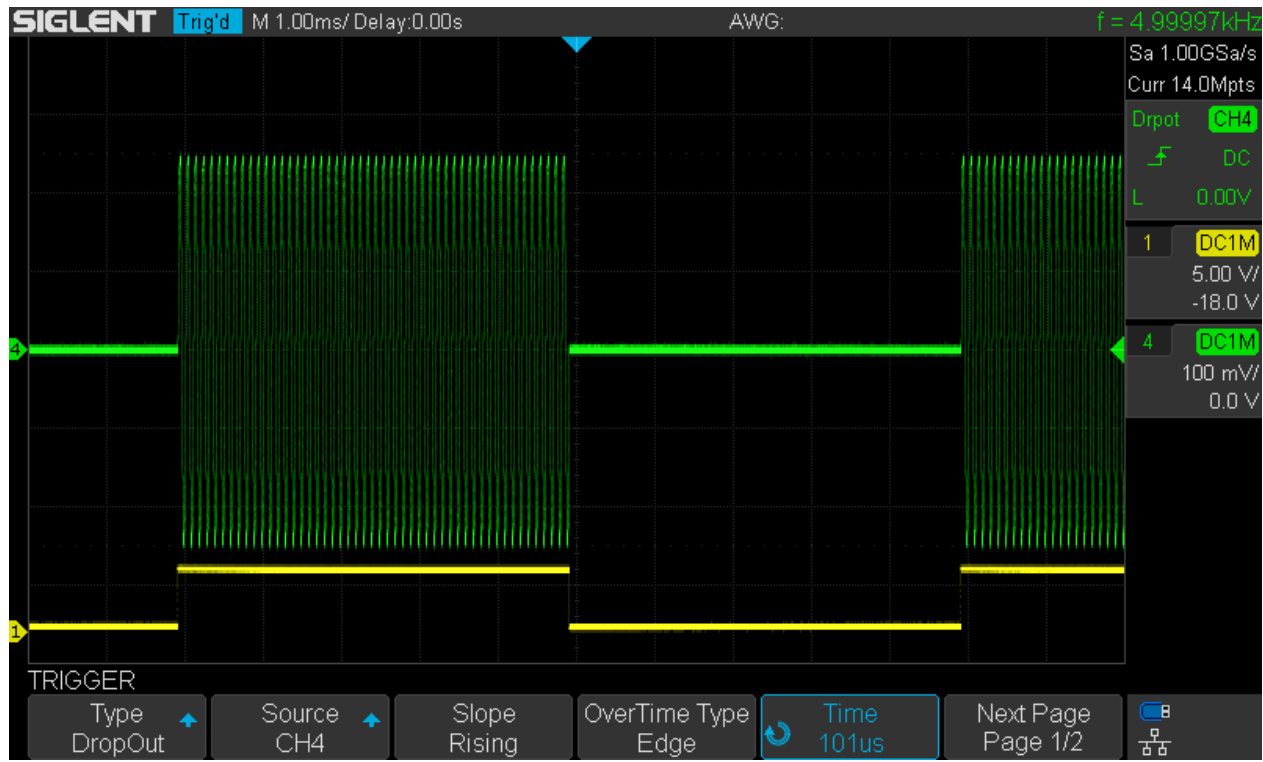 SIGLENT Trig'd M 1.00ms/ Delay:0.00s AWG: f = 4.99997kHz
Sa 1.00GSa/s
Curr 14.0Mpts
Drpot CH4
DC
L 0.00V
1 DC1M
5.00 V/
-18.0 V
4 DC1M
100 mV/
0.0 V
4
1
TRIGGER
Type Source Slope OverTime Type Time Next Page
DropOut CH4 Rising Edge 101us Page 1/2